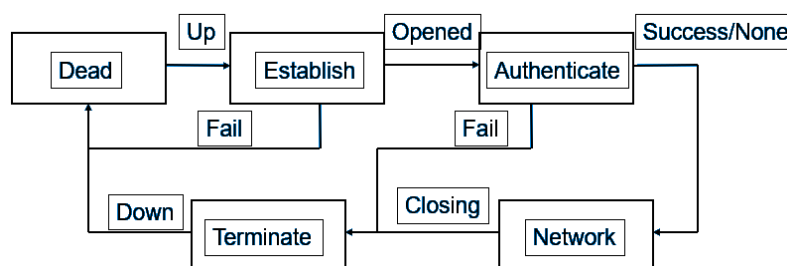 Up
Opened
Success/None
Dead
Establish
Authenticate
Fail
Fail
Down
Closing
Terminate
Network